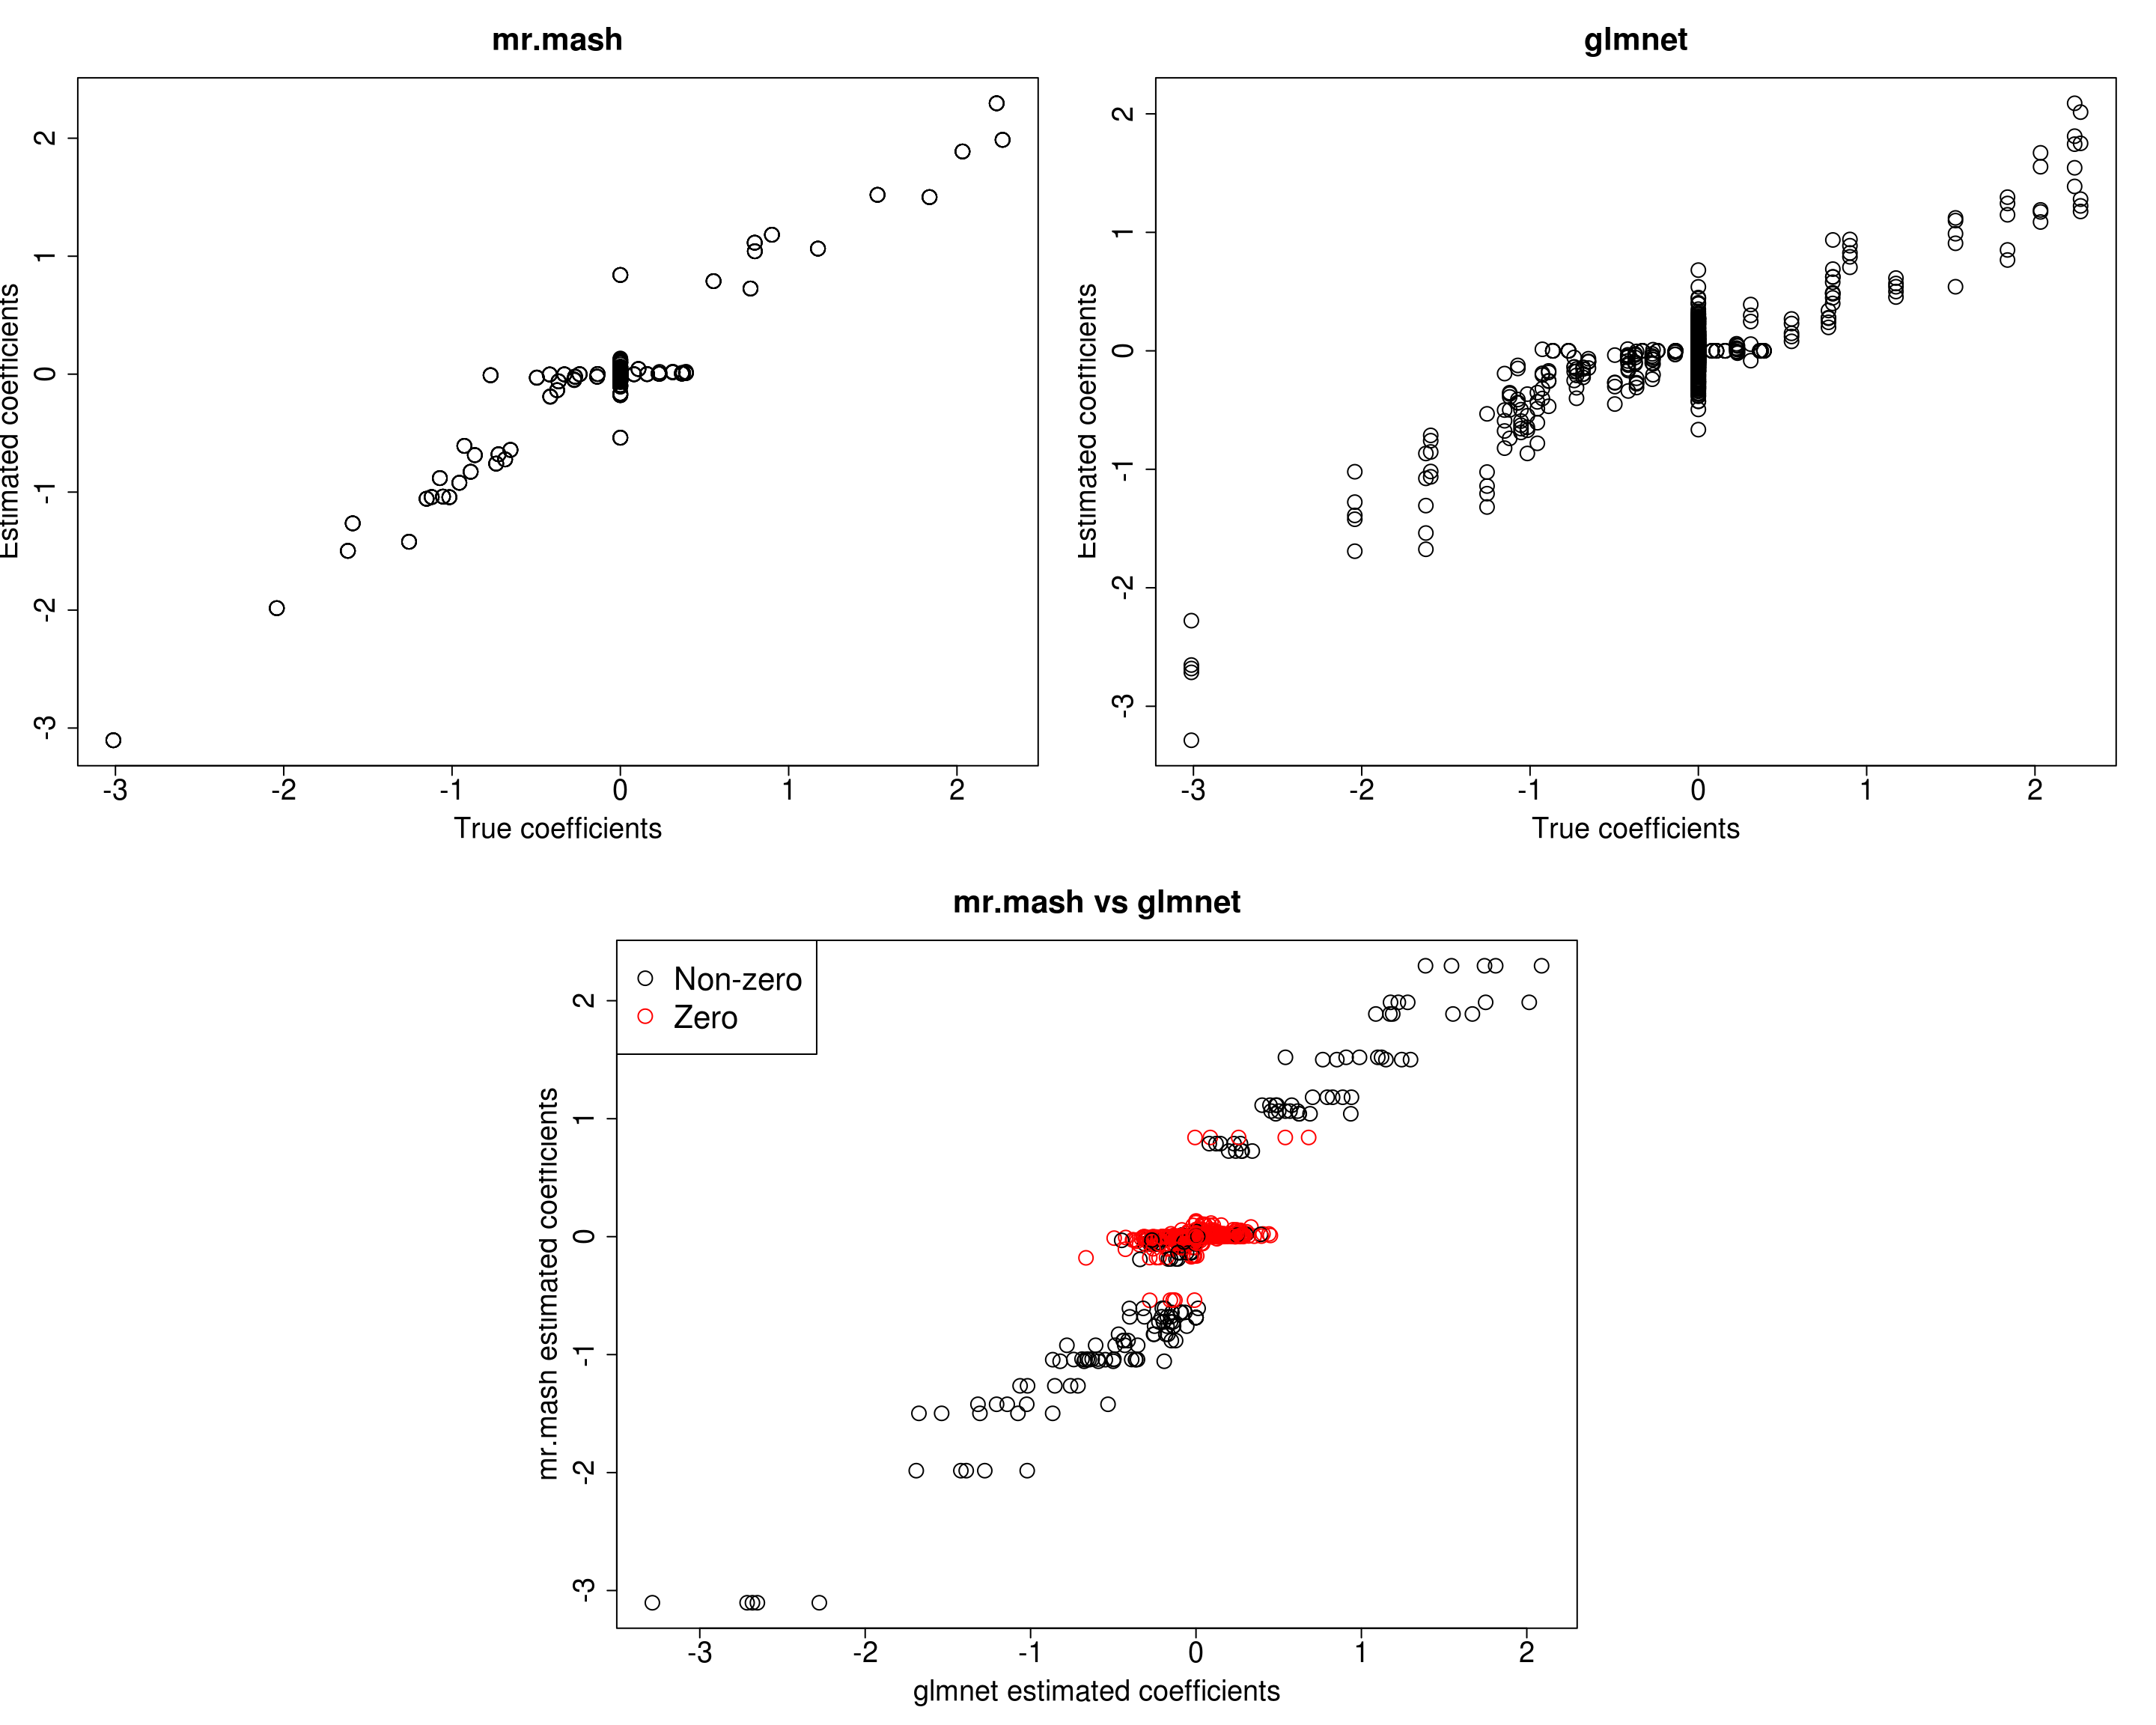 mr.mash
2
1
0
-1
-2
-3
Estimated coefficients
-3 -2 -1 0 1 2
True coefficients
glmnet
2
1
0
-1
-2
-3
Estimated coefficients
-3 -2 -1 0 1 2
True coefficients
mr.mash vs glmnet
Non-zero
Zero
2
1
0
-1
-2
-3
mr.mash estimated coefficients
-3 -2 -1 0 1 2
glmnet estimated coefficients